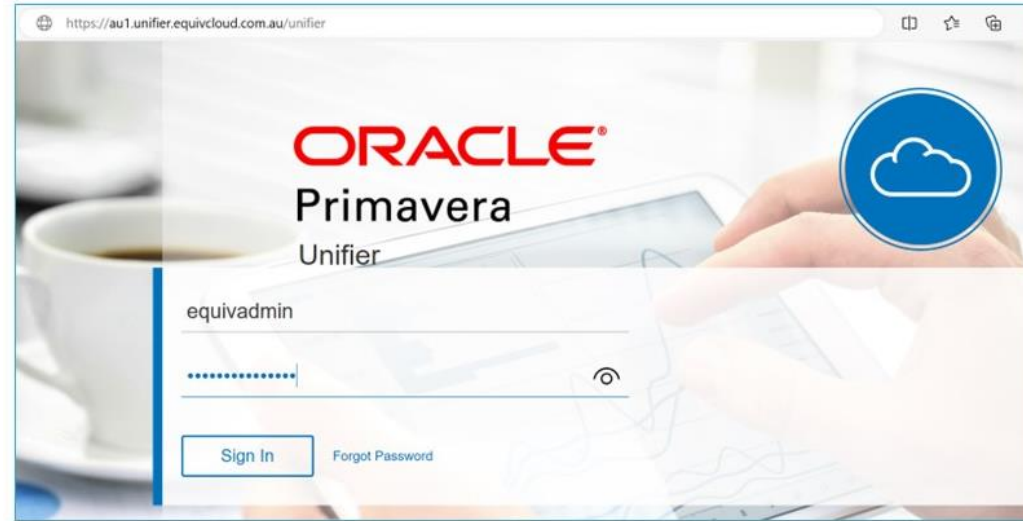 https://au1.unifier.equivcloud.com.au/unifier
ORACLE®
Primavera
Unifier
equivadmin
•••••••••••••••
Sign In Forgot Password